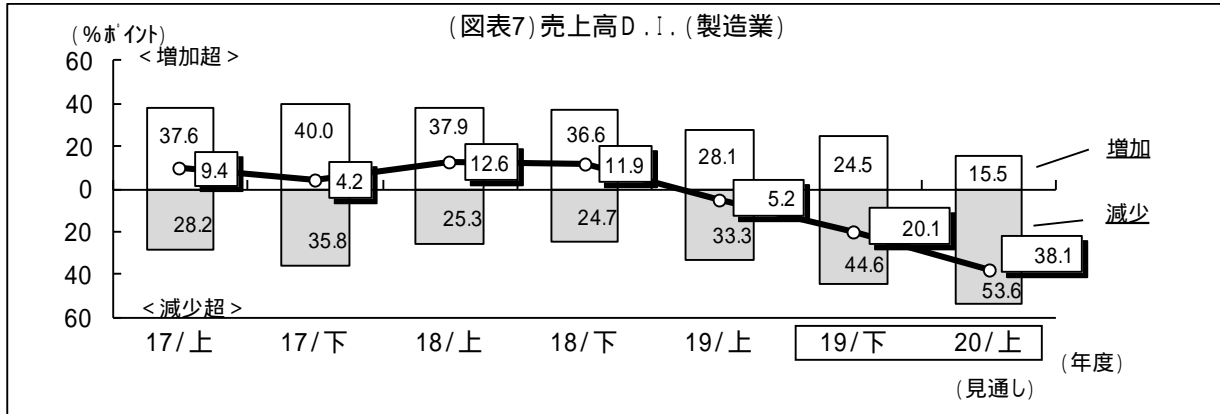 (図表7)売上高D.I.(製造業)
(%ポイント)
<増加超>
60
40
20
0
20
40
60
37.6
40.0
37.9
36.6
28.1
24.5
15.5
増加
9.4
4.2
12.6
11.9
5.2
20.1
38.1
28.2
35.8
25.3
24.7
33.3
44.6
53.6
減少
<減少超>
17/上
17/下
18/上
18/下
19/上
19/下
20/上
(年度)
(見通し)